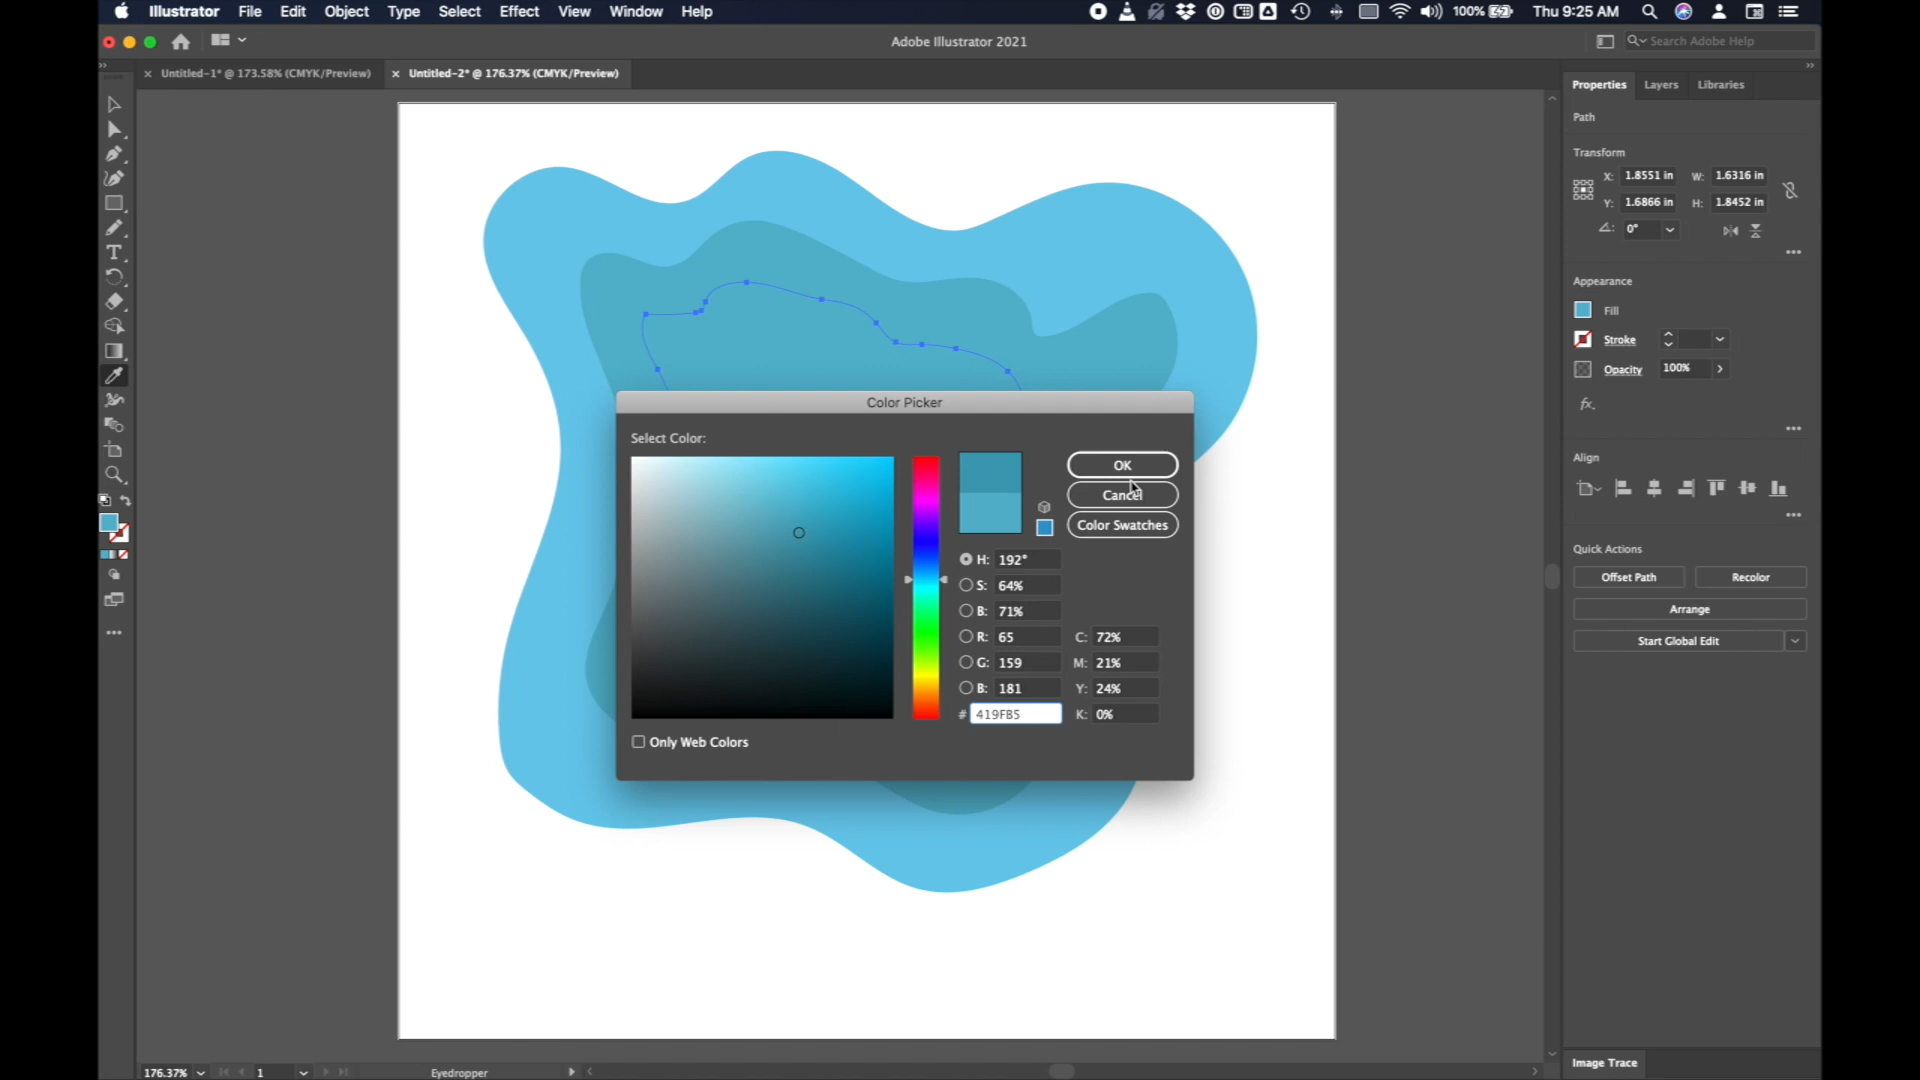 Illustrator File Edit Object Type Select Effect View Window Help 100% Thu 9:25 AM
Adobe Illustrator 2021 Search Adobe Help
Untitled-1* @ 173.58% (CMYK/Preview) Untitled-2* @ 176.37% (CMYK/Preview)
Properties Layers Libraries
Path
Transform
X: 1.8551 in W: 1.6316 in
Y: 1.6866 in H: 1.8452 in
0°
Appearance
Fill
Stroke
Opacity 100%
fx.
Align
Quick Actions
Offset Path Recolor
Arrange
Start Global Edit
Color Picker
Select Color:
OK
Cancel
Color Swatches
H: 192°
S: 64%
B: 71%
R: 65 C: 72%
G: 159 M: 21%
B: 181 Y: 24%
# 419FB5 K: 0%
Only Web Colors
176.37% 1 Eyedropper
Image Trace